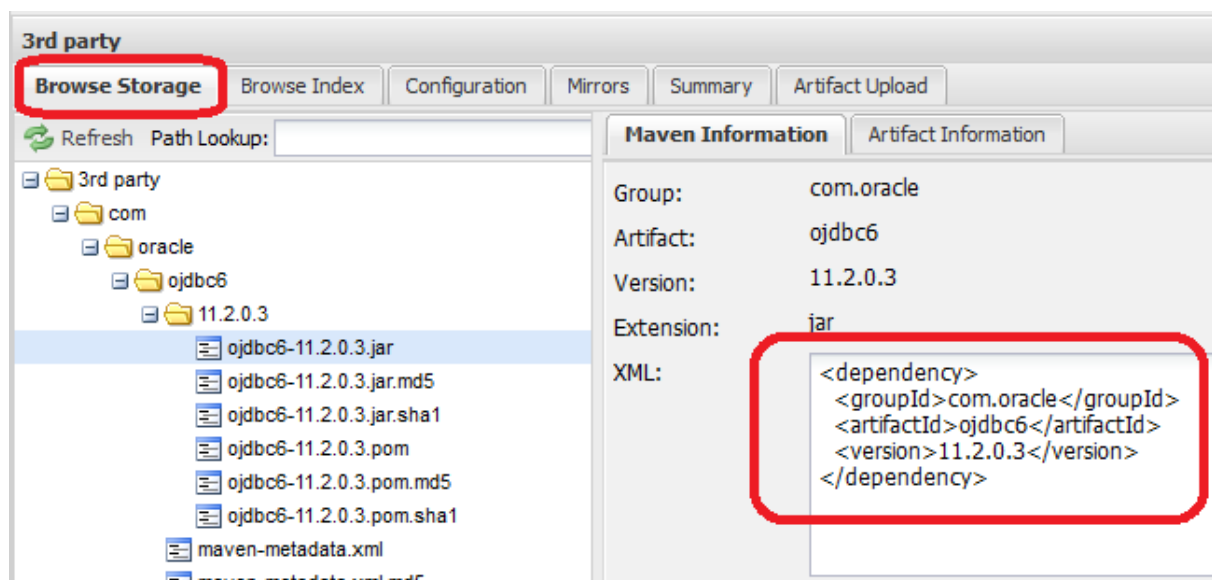 3rd party
Browse Storage Browse Index Configuration Mirrors Summary Artifact Upload
Refresh Path Lookup:
3rd party
com
oracle
ojdbc6
11.2.0.3
ojdbc6-11.2.0.3.jar
ojdbc6-11.2.0.3.jar.md5
ojdbc6-11.2.0.3.jar.sha1
ojdbc6-11.2.0.3.pom
ojdbc6-11.2.0.3.pom.md5
ojdbc6-11.2.0.3.pom.sha1
maven-metadata.xml
maven-metadata.xml.md5
Maven Information Artifact Information
Group: com.oracle
Artifact: ojdbc6
Version: 11.2.0.3
Extension: jar
XML:
<dependency>
<groupId>com.oracle</groupId>
<artifactId>ojdbc6</artifactId>
<version>11.2.0.3</version>
</dependency>